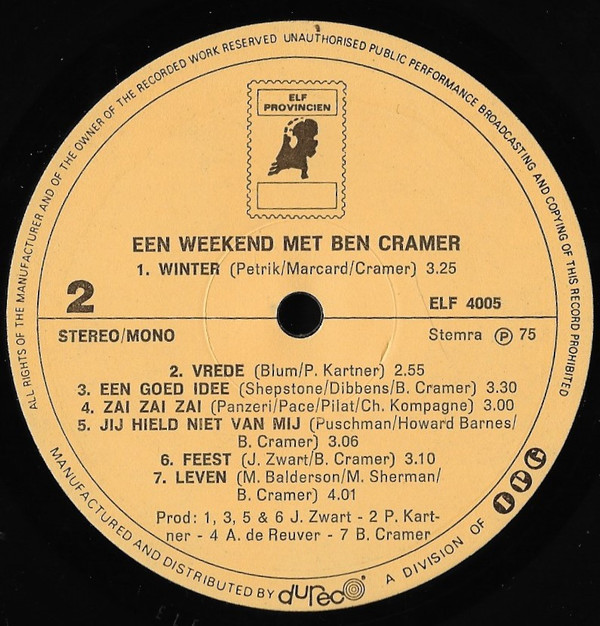 ALL RIGHTS OF THE MANUFACTURER AND OF THE OWNER OF THE RECORDED WORK RESERVED UNAUTHORISED PUBLIC PERFORMANCE BROADCASTING AND COPYING OF THIS RECORD PROHIBITED
ELF
PROVINCIEN
EEN WEEKEND MET BEN CRAMER
1. WINTER (Petrik/Marcard/Cramer) 3.25
2
ELF 4005
STEREO/MONO
Stemra Ⓟ 75
2. VREDE (Blum/P. Kartner) 2.55
3. EEN GOED IDEE (Shepstone/Dibbens/B. Cramer) 3.30
4. ZAI ZAI ZAI (Panzeri/Pace/Pilat/Ch. Kompagne) 3.00
5. JIJ HIELD NIET VAN MIJ (Puschman/Howard Barnes/
B. Cramer) 3.06
6. FEEST (J. Zwart/B. Cramer) 3.10
7. LEVEN (M. Balderson/M. Sherman/
B. Cramer) 4.01
Prod: 1, 3, 5 & 6 J. Zwart - 2 P. Kart-
ner - 4 A. de Reuver - 7 B. Cramer
MANUFACTURED AND DISTRIBUTED BY dureco A DIVISION OF